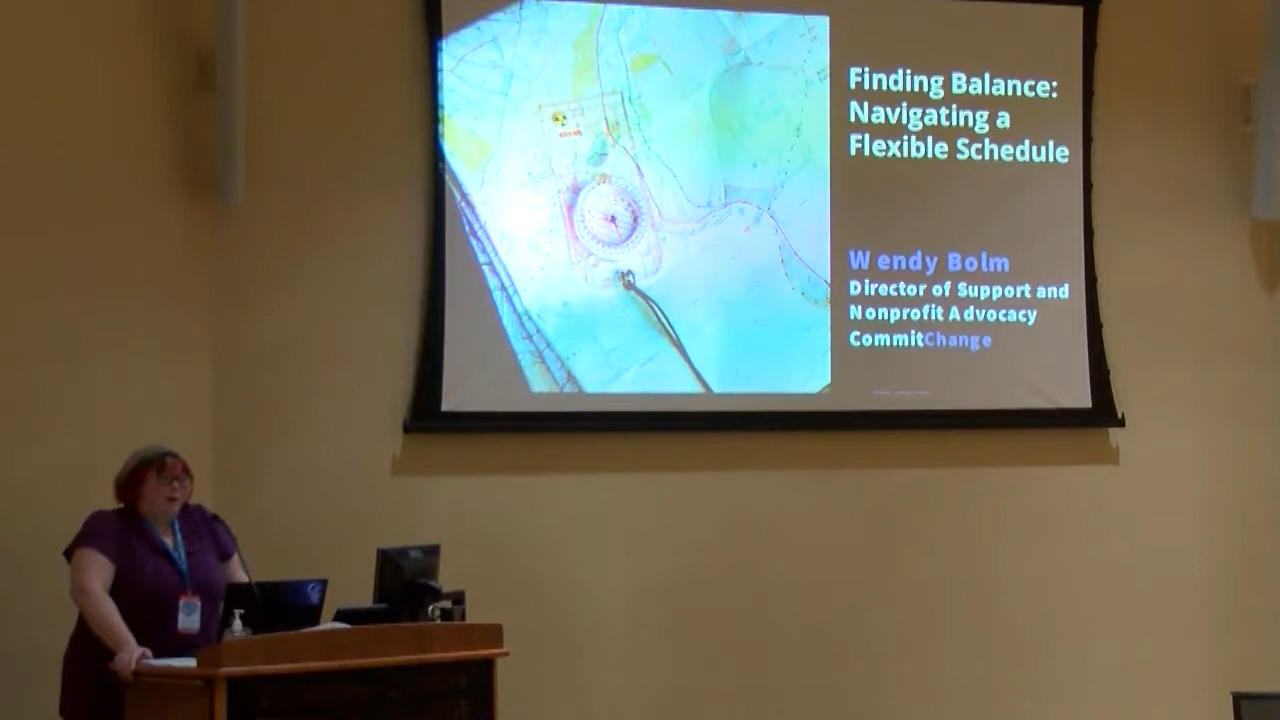 Finding Balance:
Navigating a
Flexible Schedule
Wendy Bolm
Director of Support and
Nonprofit Advocacy
CommitChange